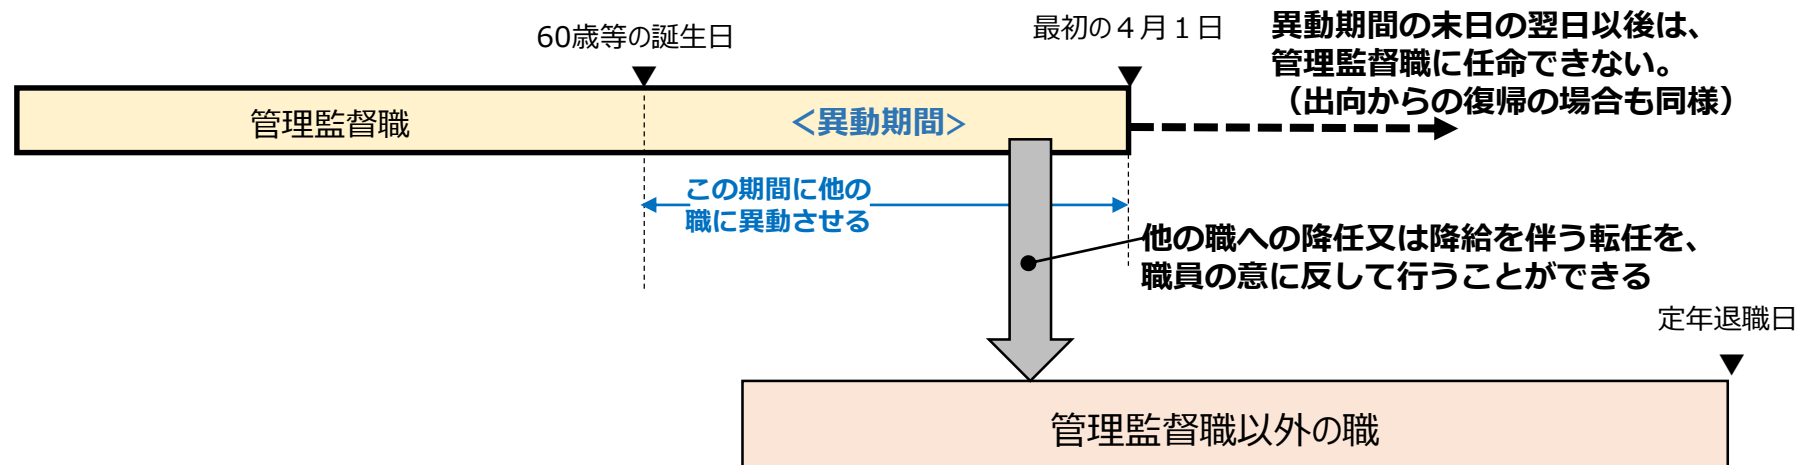 60歳等の誕生日
最初の４月１日
異動期間の末日の翌日以後は、
管理監督職に任命できない。
（出向からの復帰の場合も同様）
管理監督職
<異動期間>
この期間に他の
職に異動させる
他の職への降任又は降給を伴う転任を、
職員の意に反して行うことができる
定年退職日
管理監督職以外の職